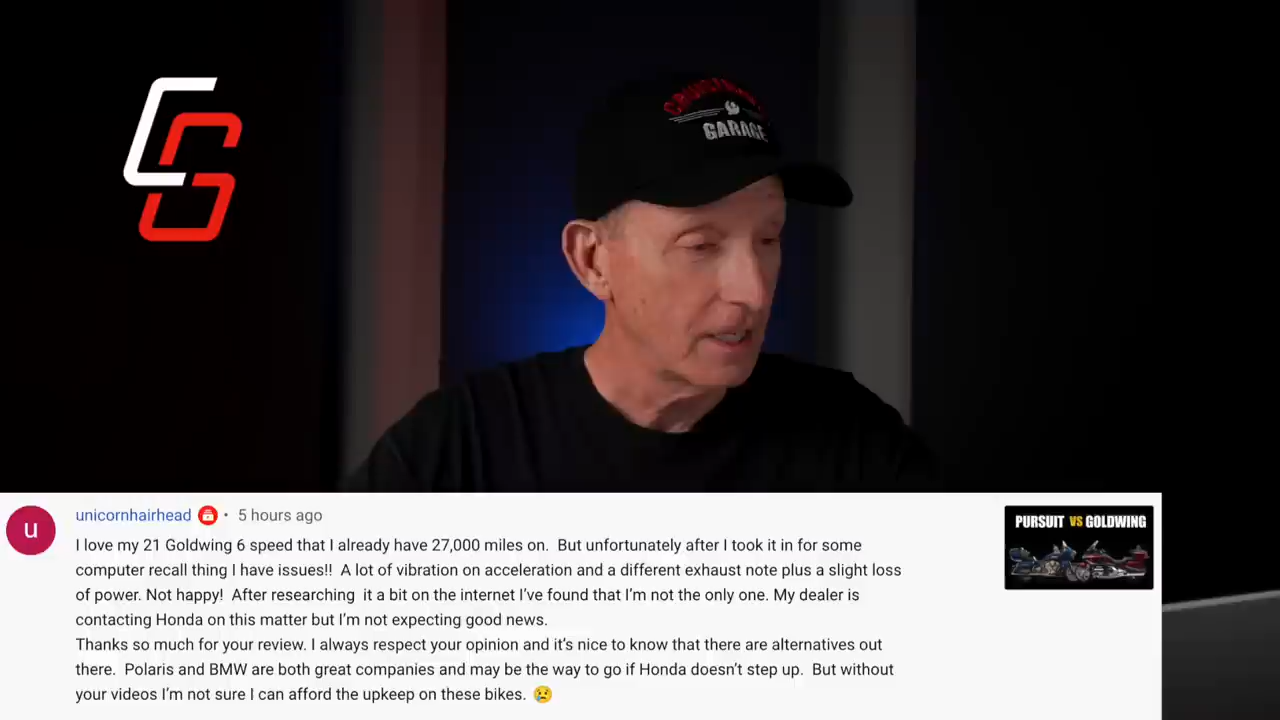 GARAGE
unicornhairhead • 5 hours ago
I love my 21 Goldwing 6 speed that I already have 27,000 miles on. But unfortunately after I took it in for some
computer recall thing I have issues!! A lot of vibration on acceleration and a different exhaust note plus a slight loss
of power. Not happy! After researching it a bit on the internet I've found that I'm not the only one. My dealer is
contacting Honda on this matter but I'm not expecting good news.
Thanks so much for your review. I always respect your opinion and it's nice to know that there are alternatives out
there. Polaris and BMW are both great companies and may be the way to go if Honda doesn't step up. But without
your videos I'm not sure I can afford the upkeep on these bikes. 😢
u
PURSUIT VS GOLDWING